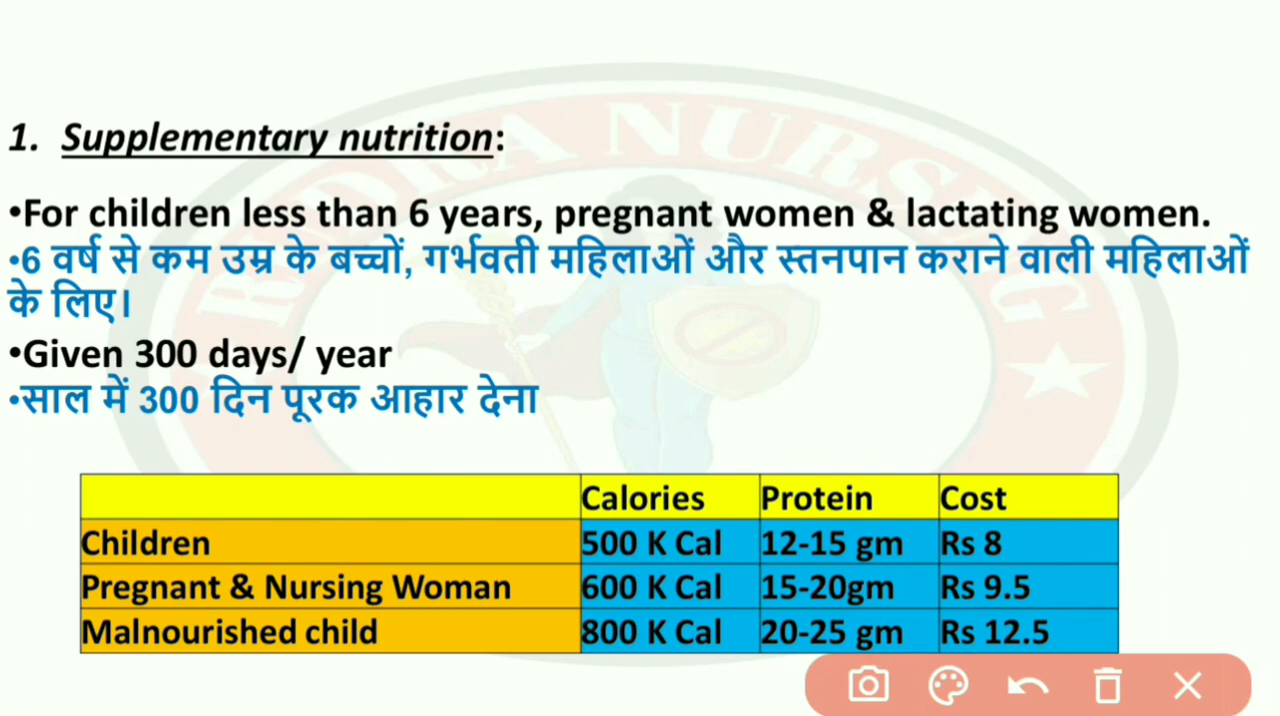 RUDRA NURSING
1. Supplementary nutrition:
•For children less than 6 years, pregnant women & lactating women.
•6 वर्ष से कम उम्र के बच्चों, गर्भवती महिलाओं और स्तनपान कराने वाली महिलाओं
के लिए।
•Given 300 days/ year
•साल में 300 दिन पूरक आहार देना
Calories Protein Cost
Children 500 K Cal 12-15 gm Rs 8
Pregnant & Nursing Woman 600 K Cal 15-20gm Rs 9.5
Malnourished child 800 K Cal 20-25 gm Rs 12.5